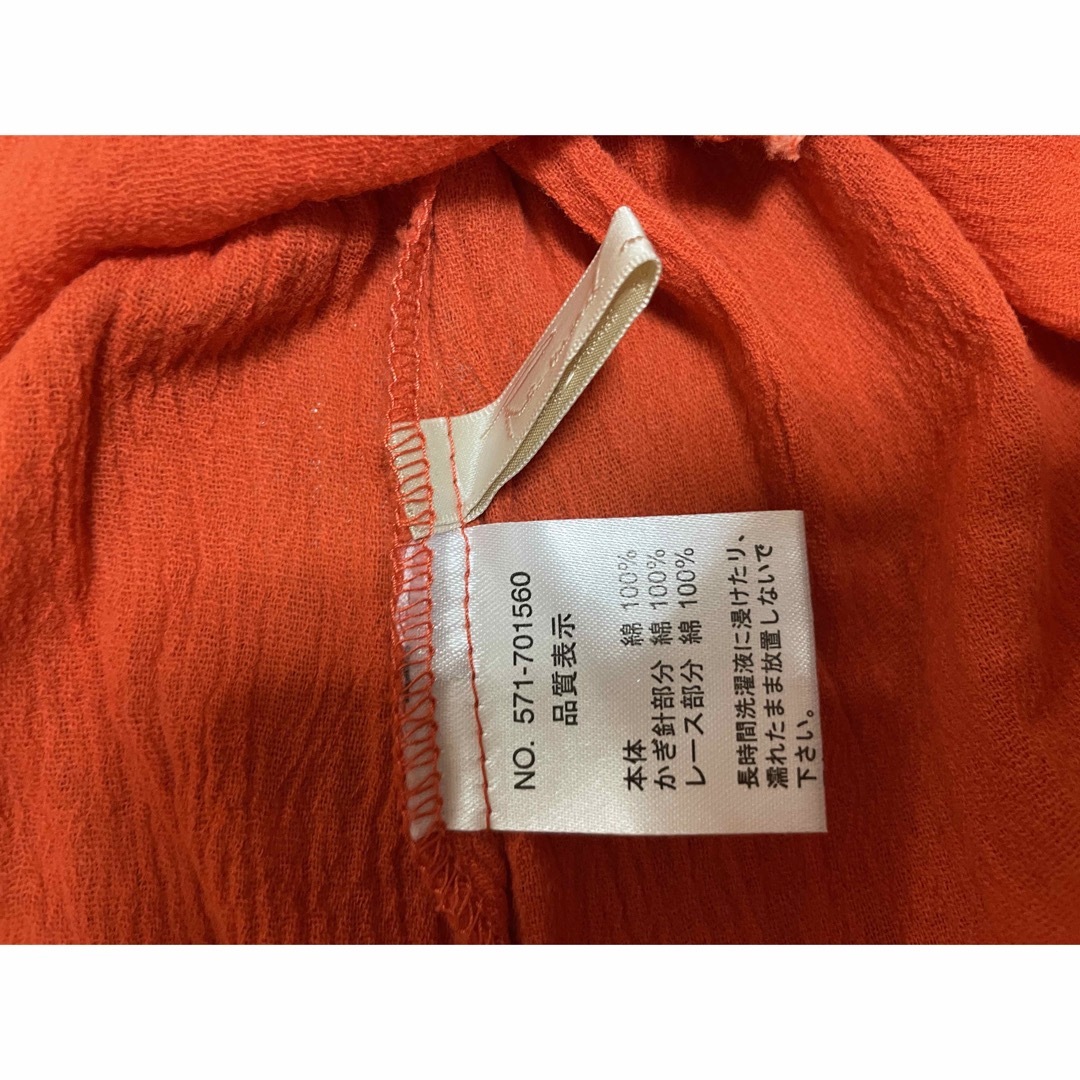 NO. 571-701560
品質表示
本体 綿 100%
かぎ針部分 綿 100%
レース部分 綿 100%
長時間洗濯液に浸けたり、
濡れたまま放置しないで
下さい。